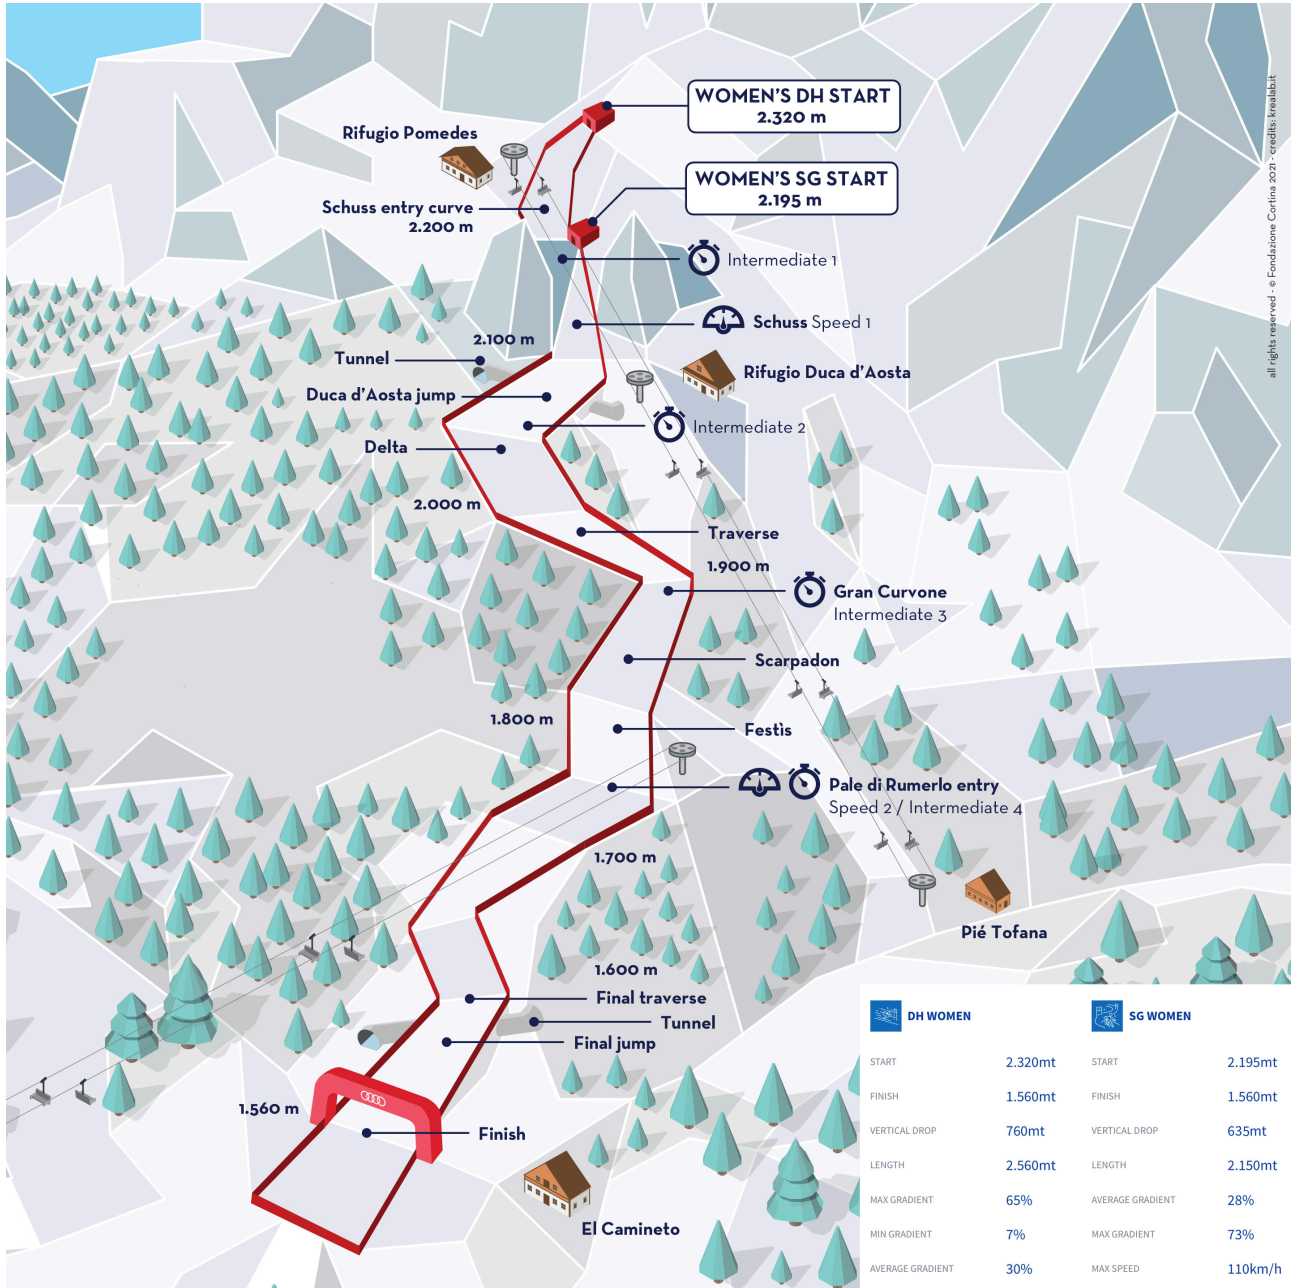 WOMEN'S DH START
2.320 m
Rifugio Pomedes
WOMEN'S SG START
2.195 m
Schuss entry curve
2.200 m
Intermediate 1
Schuss Speed 1
2.100 m
Tunnel
Rifugio Duca d'Aosta
Duca d'Aosta jump
Intermediate 2
Delta
2.000 m
Traverse
1.900 m
Gran Curvone
Intermediate 3
Scarpadon
1.800 m
Festìs
Pale di Rumerlo entry
Speed 2 / Intermediate 4
1.700 m
Pié Tofana
1.600 m
Final traverse
Tunnel
Final jump
1.560 m
Finish
El Camineto
all rights reserved - © Fondazione Cortina 2021 - credits: krealab.it
DH WOMEN
START 2.320mt
FINISH 1.560mt
VERTICAL DROP 760mt
LENGTH 2.560mt
MAX GRADIENT 65%
MIN GRADIENT 7%
AVERAGE GRADIENT 30%
SG WOMEN
START 2.195mt
FINISH 1.560mt
VERTICAL DROP 635mt
LENGTH 2.150mt
AVERAGE GRADIENT 28%
MAX GRADIENT 73%
MAX SPEED 110km/h